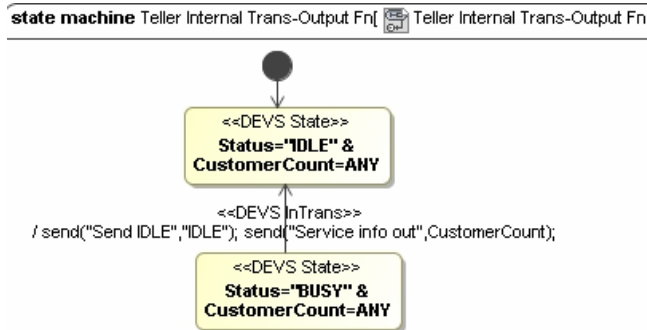 state machine Teller Internal Trans-Output Fn[ Teller Internal Trans-Output Fn
<<DEVS State>>
Status="IDLE" &
CustomerCount=ANY
<<DEVS InTrans>>
/ send("Send IDLE","IDLE"); send("Service info out",CustomerCount);
<<DEVS State>>
Status="BUSY" &
CustomerCount=ANY